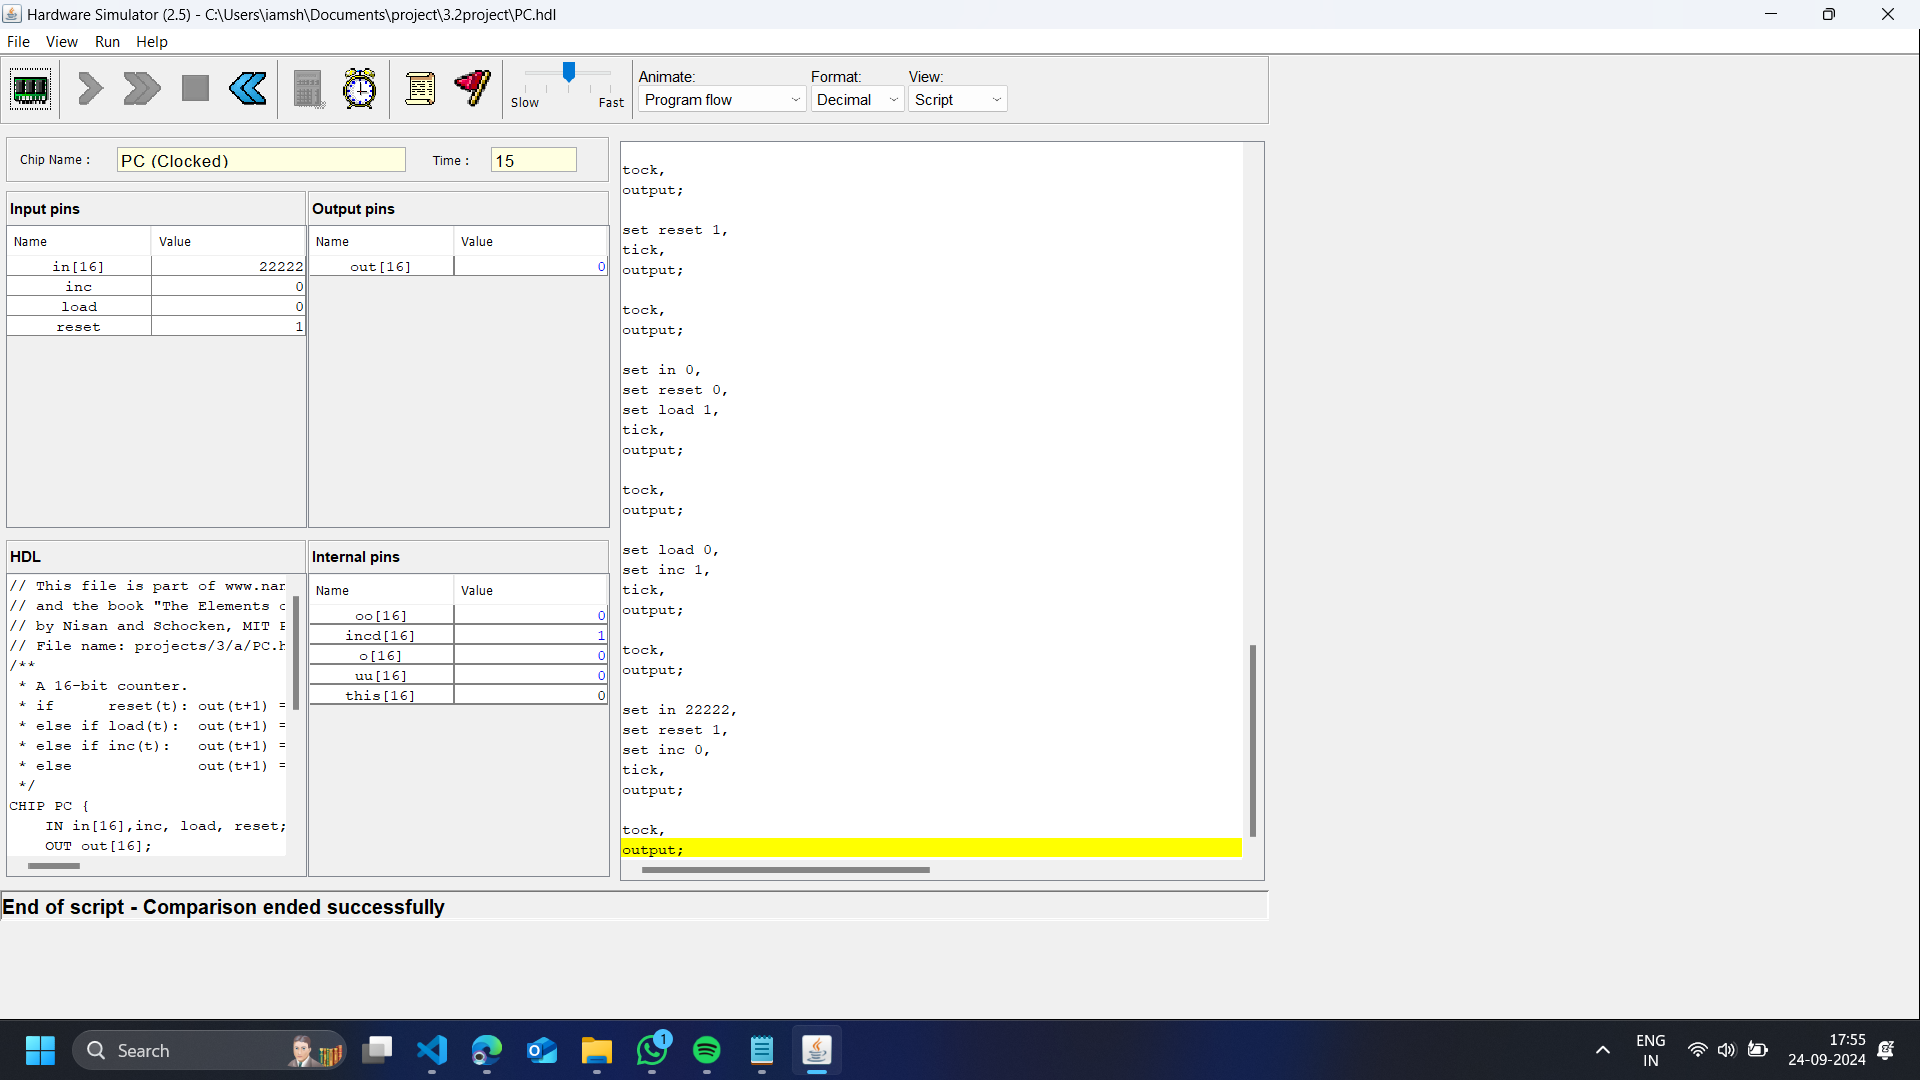 Hardware Simulator (2.5) - C:\Users\iamsh\Documents\project\3.2project\PC.hdl
File View Run Help
Slow Fast
Animate: Format: View:
Program flow Decimal Script
Chip Name : PC (Clocked) Time : 15
Input pins
Name Value
in[16] 22222
inc 0
load 0
reset 1
Output pins
Name Value
out[16] 0
HDL
// This file is part of www.nan
// and the book "The Elements o
// by Nisan and Schocken, MIT P
// File name: projects/3/a/PC.h
/**
* A 16-bit counter.
* if reset(t): out(t+1) =
* else if load(t): out(t+1) =
* else if inc(t): out(t+1) =
* else out(t+1) =
*/
CHIP PC {
IN in[16],inc, load, reset;
OUT out[16];
Internal pins
Name Value
oo[16] 0
incd[16] 1
o[16] 0
uu[16] 0
this[16] 0
tock,
output;
set reset 1,
tick,
output;
tock,
output;
set in 0,
set reset 0,
set load 1,
tick,
output;
tock,
output;
set load 0,
set inc 1,
tick,
output;
tock,
output;
set in 22222,
set reset 1,
set inc 0,
tick,
output;
tock,
output;
End of script - Comparison ended successfully
Search
1
ENG
IN
17:55
24-09-2024